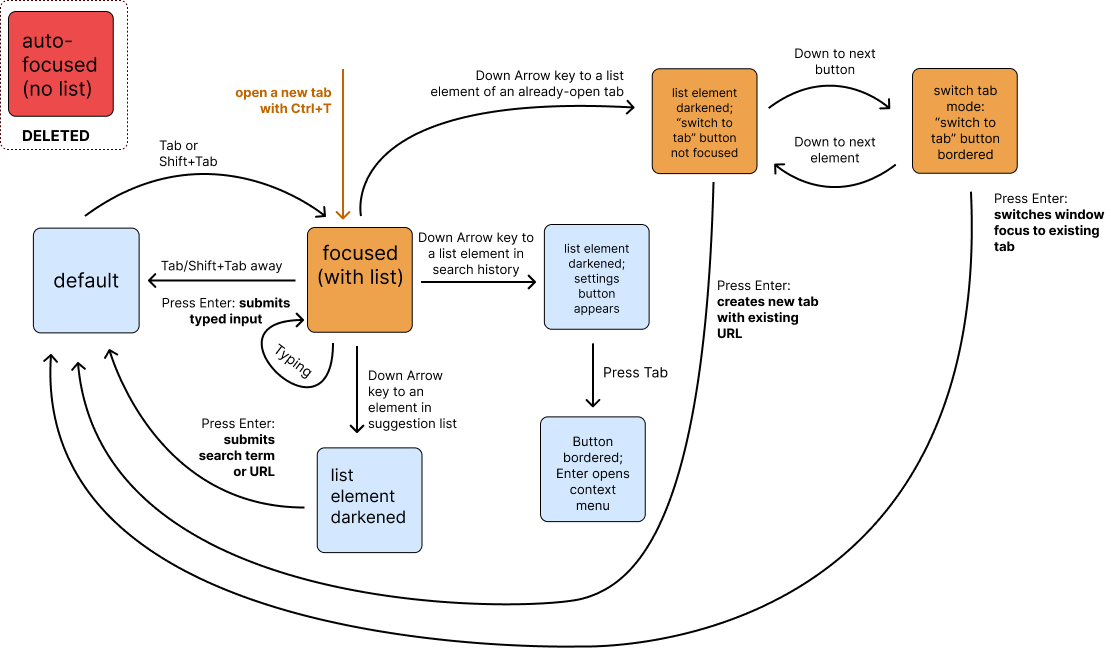 auto-
focused
(no list)
DELETED
open a new tab
with Ctrl+T
Tab or
Shift+Tab
Down Arrow key to a list
element of an already-open tab
list element
darkened;
“switch to
tab” button
not focused
Down to next
button
Down to next
element
switch tab
mode:
“switch to
tab” button
bordered
Press Enter:
switches window
focus to existing
tab
default
Tab/Shift+Tab away
Press Enter: submits
typed input
focused
(with list)
Typing
Down Arrow key to
a list element in
search history
list element
darkened;
settings
button
appears
Press Enter:
creates new tab
with existing
URL
Down Arrow
key to an
element in
suggestion list
Press Tab
Press Enter:
submits
search term
or URL
list
element
darkened
Button
bordered;
Enter opens
context
menu